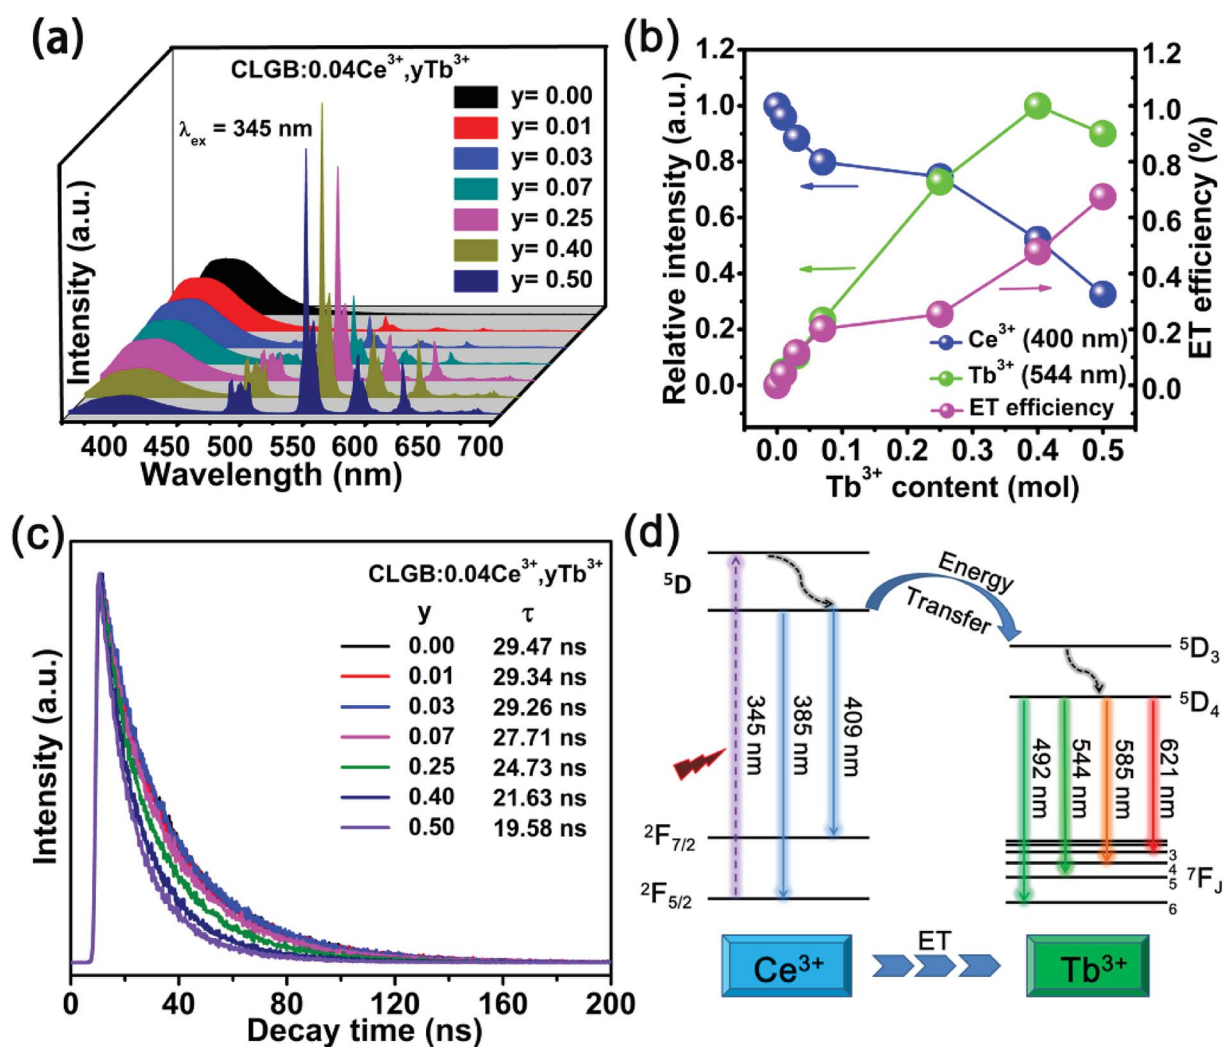 (a)
CLGB:0.04Ce³⁺,yTb³⁺
λex = 345 nm
y= 0.00
y= 0.01
y= 0.03
y= 0.07
y= 0.25
y= 0.40
y= 0.50
Intensity (a.u.)
400 450 500 550 600 650 700
Wavelength (nm)
(b)
1.2
1.0
0.8
0.6
0.4
0.2
0.0
Relative intensity (a.u.)
1.2
1.0
0.8
0.6
0.4
0.2
0.0
ET efficiency (%)
Ce³⁺ (400 nm)
Tb³⁺ (544 nm)
ET efficiency
0.0 0.1 0.2 0.3 0.4 0.5
Tb³⁺ content (mol)
(c)
CLGB:0.04Ce³⁺,yTb³⁺
y τ
0.00 29.47 ns
0.01 29.34 ns
0.03 29.26 ns
0.07 27.71 ns
0.25 24.73 ns
0.40 21.63 ns
0.50 19.58 ns
Intensity (a.u.)
0 40 80 120 160 200
Decay time (ns)
(d)
⁵D
Energy
Transfer
⁵D₃
⁵D₄
345 nm
385 nm
409 nm
492 nm
544 nm
585 nm
621 nm
²F₇/₂
²F₅/₂
3
4
5
6
⁷FJ
Ce³⁺
ET
Tb³⁺